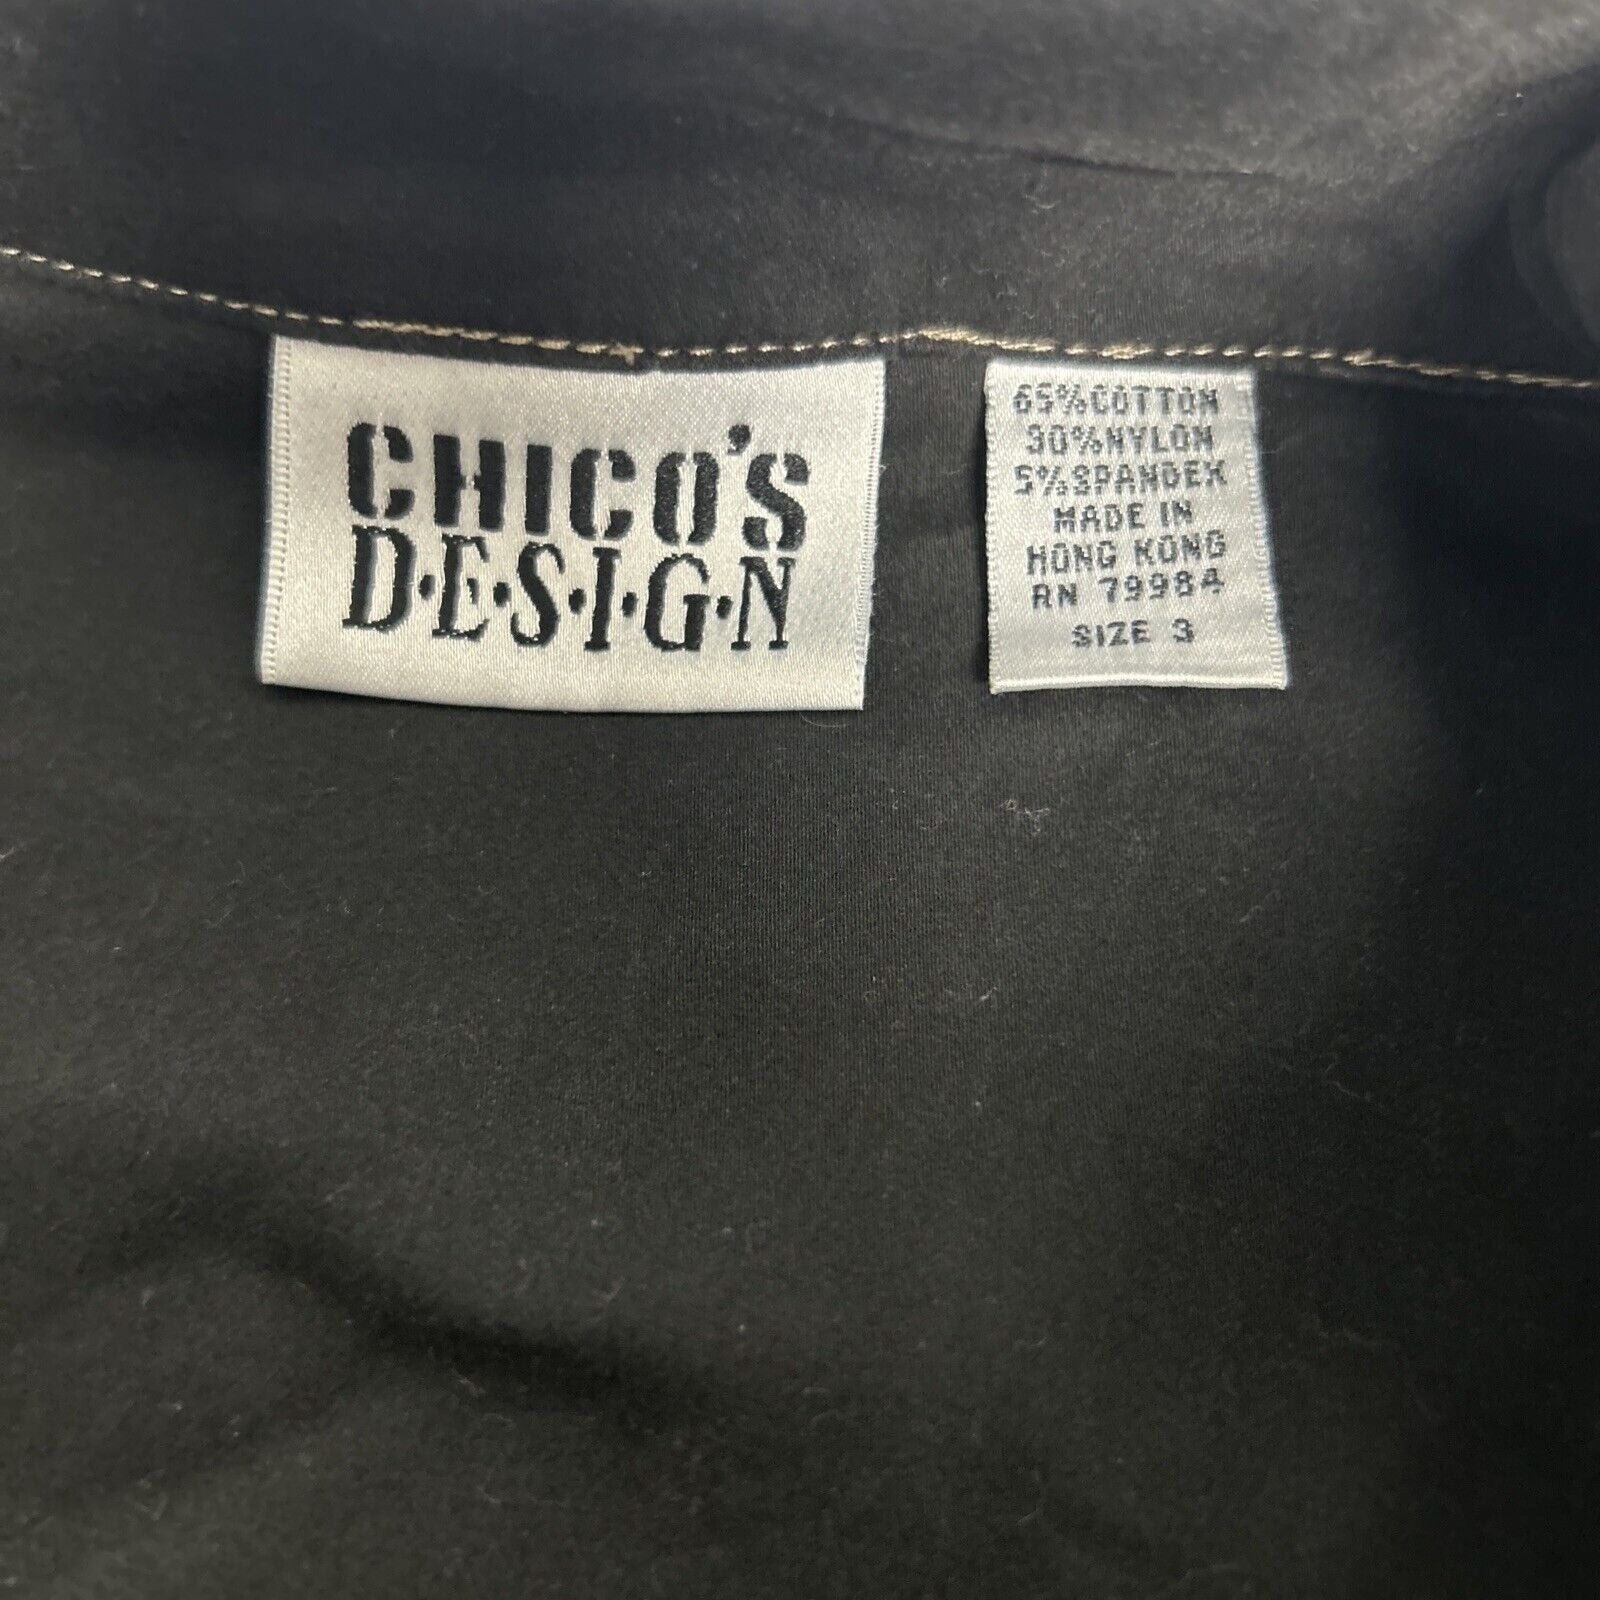 CHICO'S
D·E·S·I·G·N
65%COTTON
30%NYLON
5%SPANDEX
MADE IN
HONG KONG
RN 79984
SIZE 3